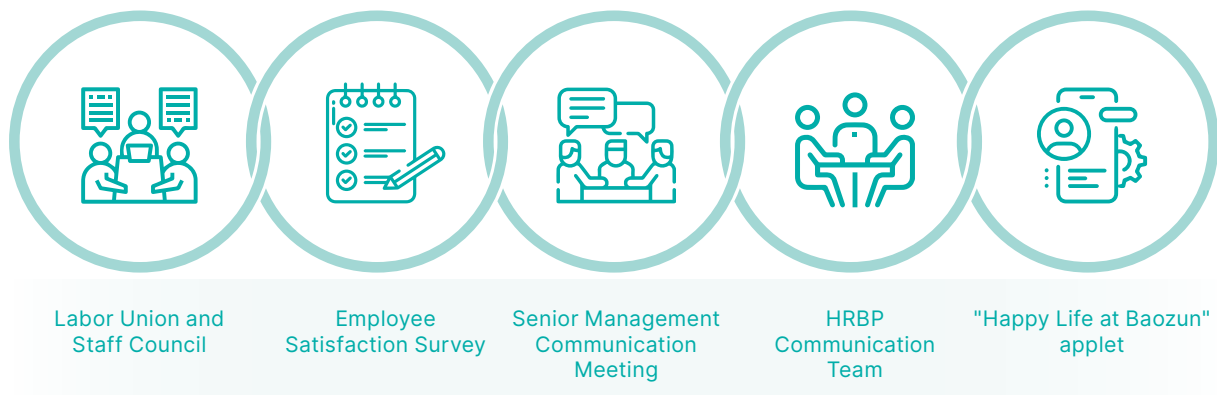 Labor Union and
Staff Council
Employee
Satisfaction Survey
Senior Management
Communication
Meeting
HRBP
Communication
Team
"Happy Life at Baozun"
applet